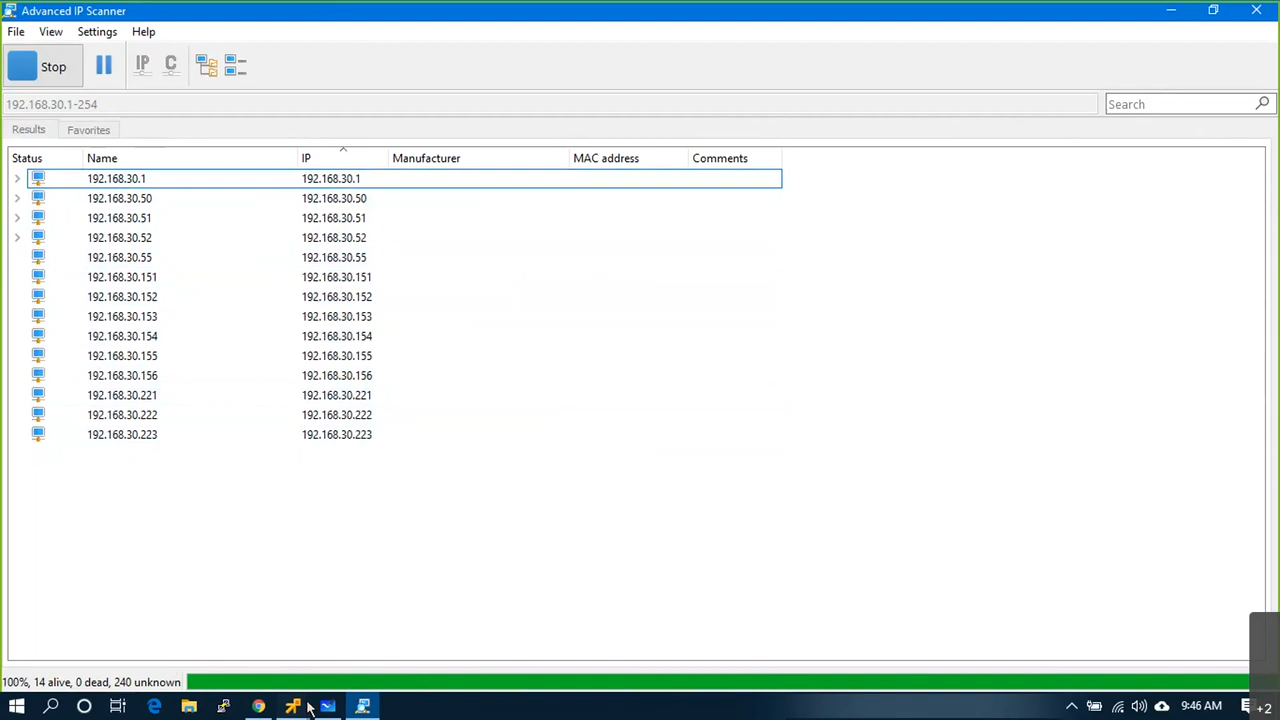 Advanced IP Scanner
File View Settings Help
Stop IP C
192.168.30.1-254 Search
Results Favorites
Status Name IP Manufacturer MAC address Comments
192.168.30.1 192.168.30.1
192.168.30.50 192.168.30.50
192.168.30.51 192.168.30.51
192.168.30.52 192.168.30.52
192.168.30.55 192.168.30.55
192.168.30.151 192.168.30.151
192.168.30.152 192.168.30.152
192.168.30.153 192.168.30.153
192.168.30.154 192.168.30.154
192.168.30.155 192.168.30.155
192.168.30.156 192.168.30.156
192.168.30.221 192.168.30.221
192.168.30.222 192.168.30.222
192.168.30.223 192.168.30.223
100%, 14 alive, 0 dead, 240 unknown
9:46 AM +2